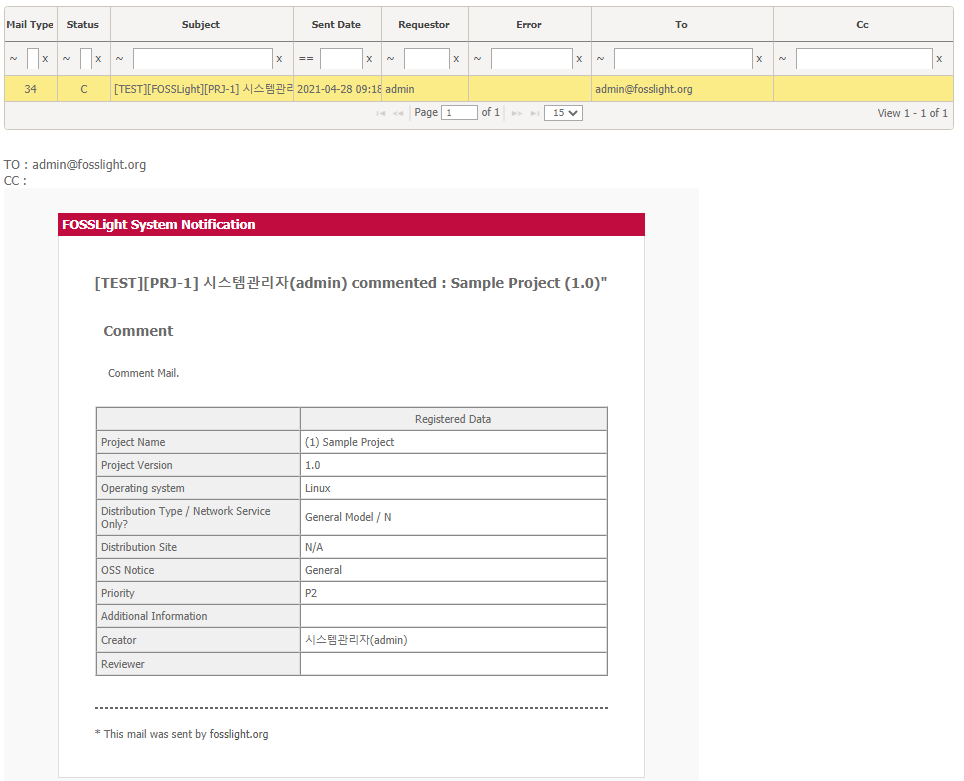 Mail Type Status Subject Sent Date Requestor Error To Cc
~ x ~ x ~ x == x ~ x ~ x ~ x ~ x
34 C [TEST][FOSSLight][PRJ-1] 시스템관리 2021-04-28 09:18 admin admin@fosslight.org
Page 1 of 1 15 View 1 - 1 of 1
TO : admin@fosslight.org
CC :
FOSSLight System Notification
[TEST][PRJ-1] 시스템관리자(admin) commented : Sample Project (1.0)"
Comment
Comment Mail.
Registered Data
Project Name (1) Sample Project
Project Version 1.0
Operating system Linux
Distribution Type / Network Service
Only? General Model / N
Distribution Site N/A
OSS Notice General
Priority P2
Additional Information
Creator 시스템관리자(admin)
Reviewer
* This mail was sent by fosslight.org